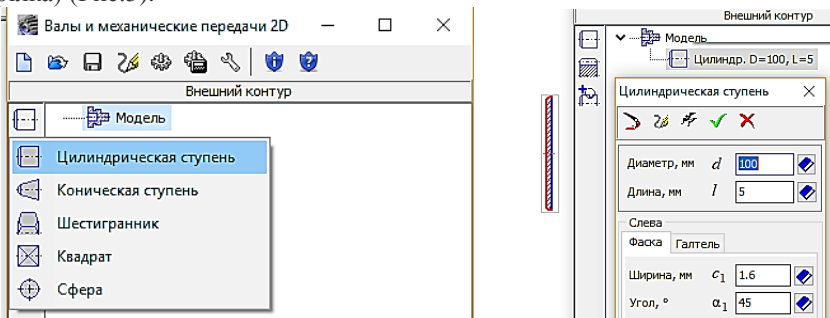 (Рис.5).
Валы и механические передачи 2D
Внешний контур
Модель
Цилиндрическая ступень
Коническая ступень
Шестигранник
Квадрат
Сфера
Внешний контур
Модель
Цилиндр. D=100, L=5
Цилиндрическая ступень
Диаметр, мм d 100
Длина, мм l 5
Слева
Фаска Галтель
Ширина, мм c1 1.6
Угол, ° α1 45